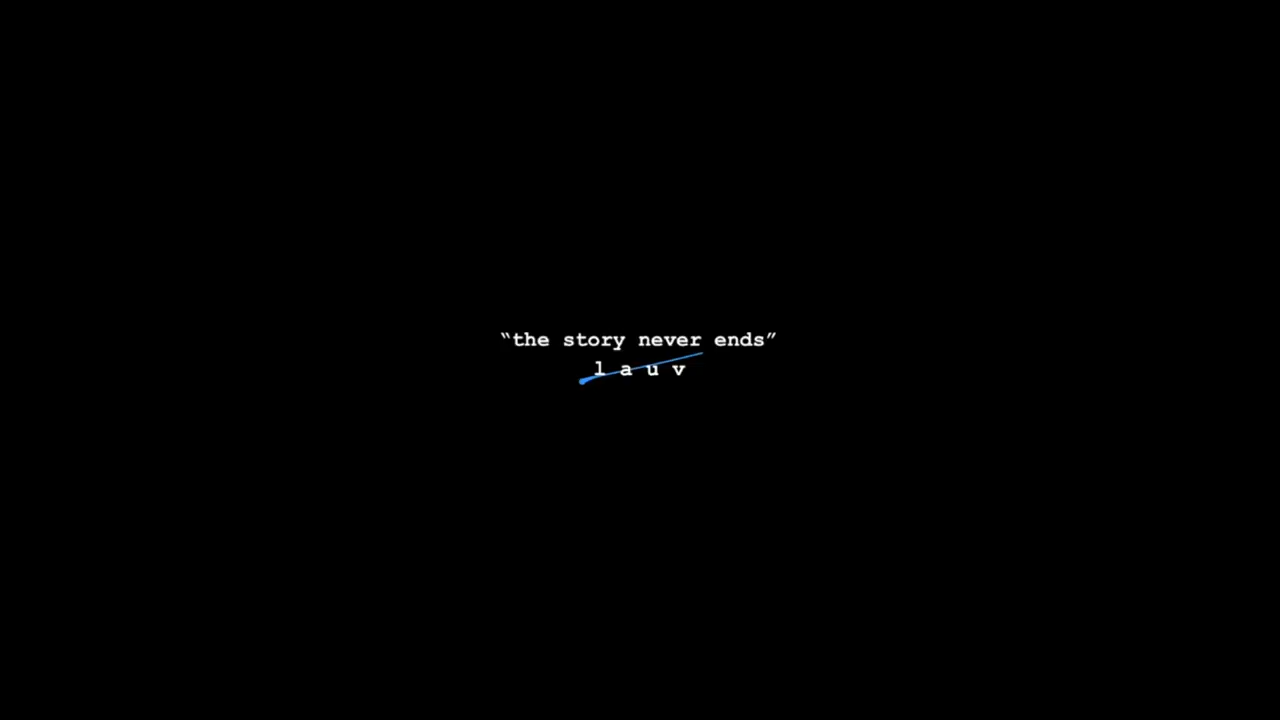 “the story never ends”
l a u v